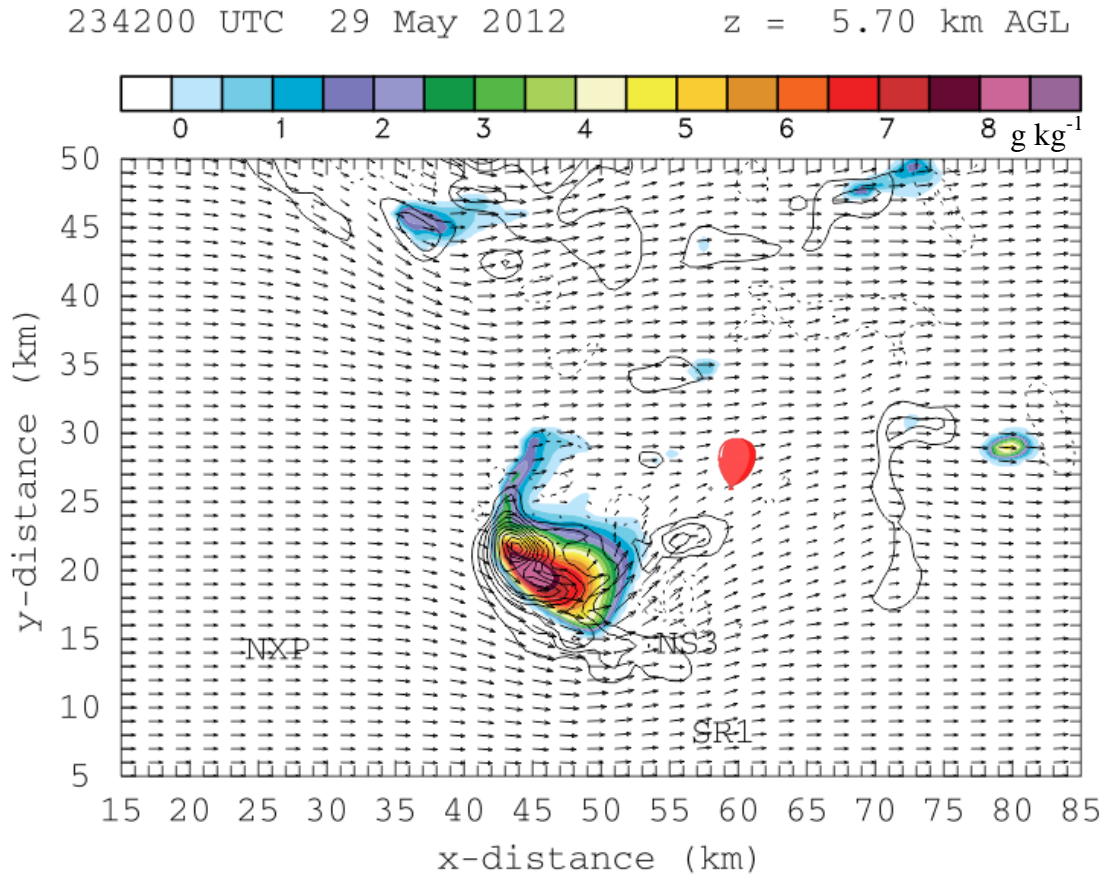 234200 UTC 29 May 2012 z = 5.70 km AGL
0 1 2 3 4 5 6 7 8 g kg⁻¹
50
45
40
35
30
25
20
15
10
5
y-distance (km)
NXP
NS3
SR1
15 20 25 30 35 40 45 50 55 60 65 70 75 80 85
x-distance (km)